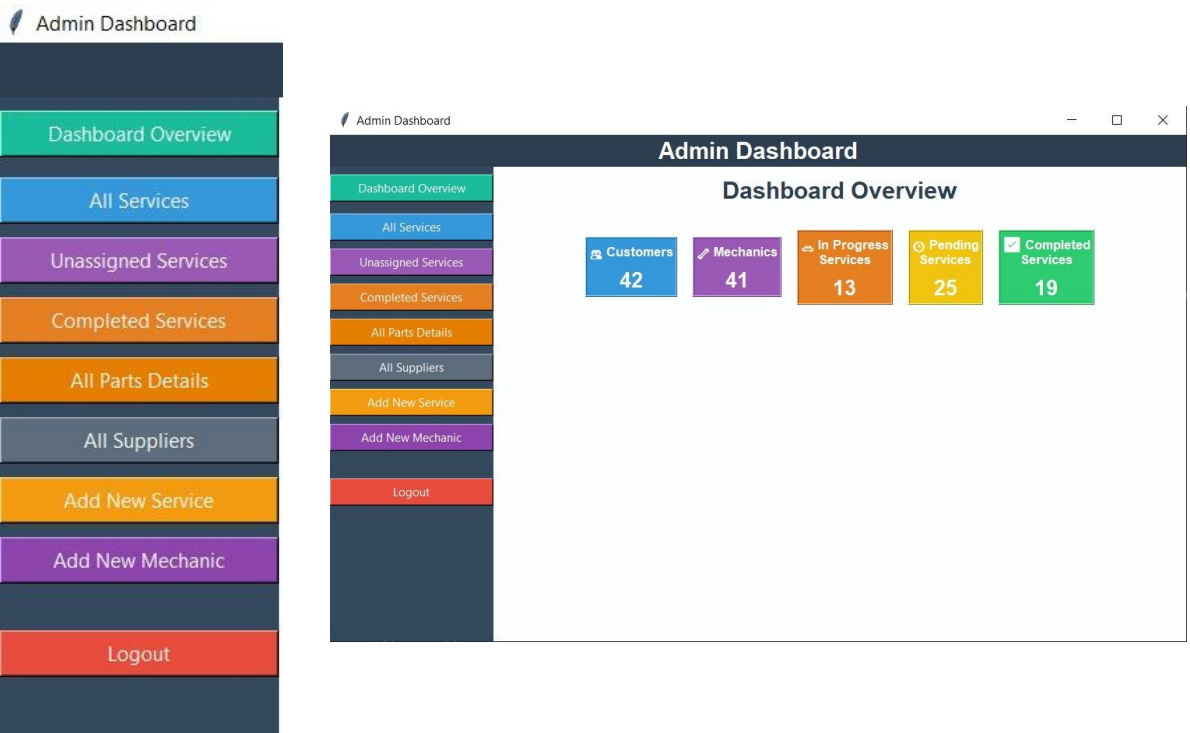 Admin Dashboard
Dashboard Overview
All Services
Unassigned Services
Completed Services
All Parts Details
All Suppliers
Add New Service
Add New Mechanic
Logout
Admin Dashboard
Admin Dashboard
Dashboard Overview
All Services
Unassigned Services
Completed Services
All Parts Details
All Suppliers
Add New Service
Add New Mechanic
Logout
Dashboard Overview
Customers
42
Mechanics
41
In Progress
Services
13
Pending
Services
25
Completed
Services
19